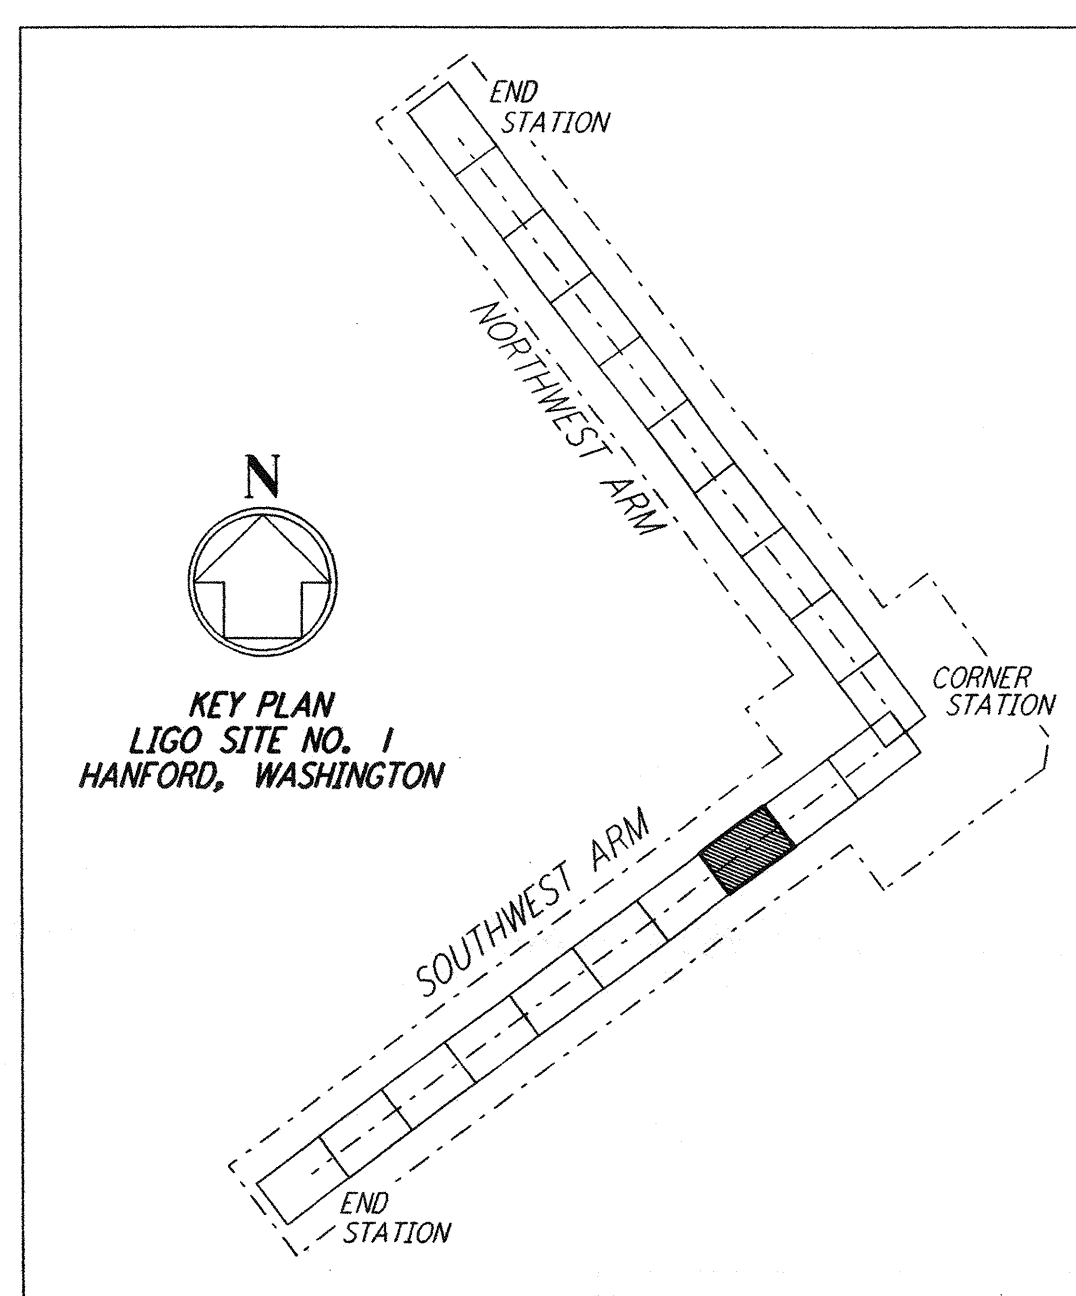 END
STATION
NORTHWEST ARM
N
KEY PLAN
LIGO SITE NO. 1
HANFORD, WASHINGTON
CORNER
STATION
SOUTHWEST ARM
END
STATION